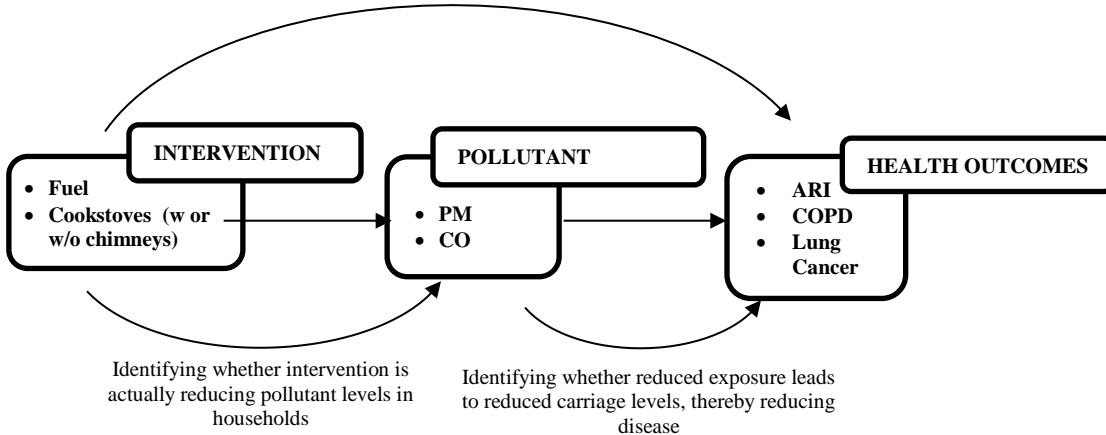 INTERVENTION
• Fuel
• Cookstoves (w or
w/o chimneys)
POLLUTANT
• PM
• CO
HEALTH OUTCOMES
• ARI
• COPD
• Lung
Cancer
Identifying whether intervention is
actually reducing pollutant levels in
households
Identifying whether reduced exposure leads
to reduced carriage levels, thereby reducing
disease